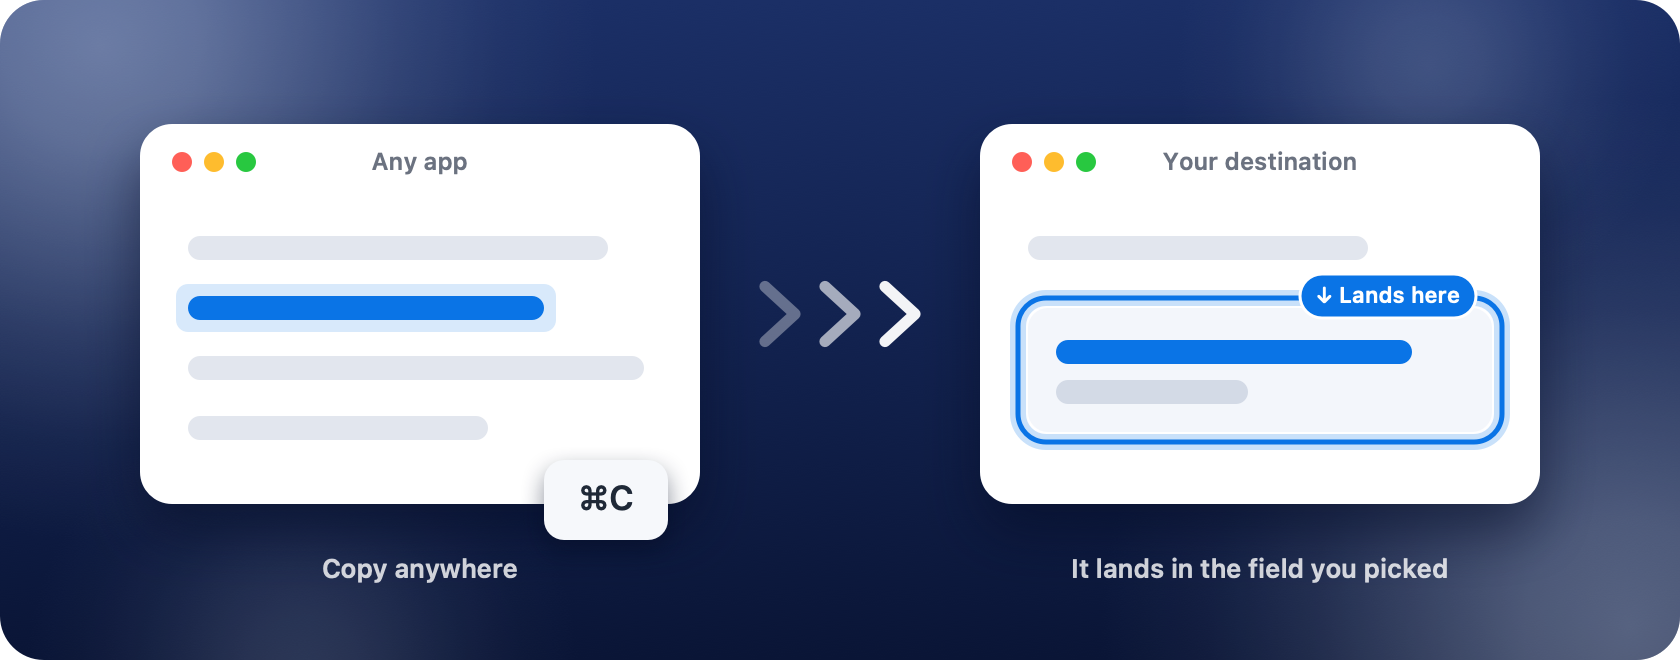 Any app
⌘C
Copy anywhere
Your destination
↓ Lands here
It lands in the field you picked